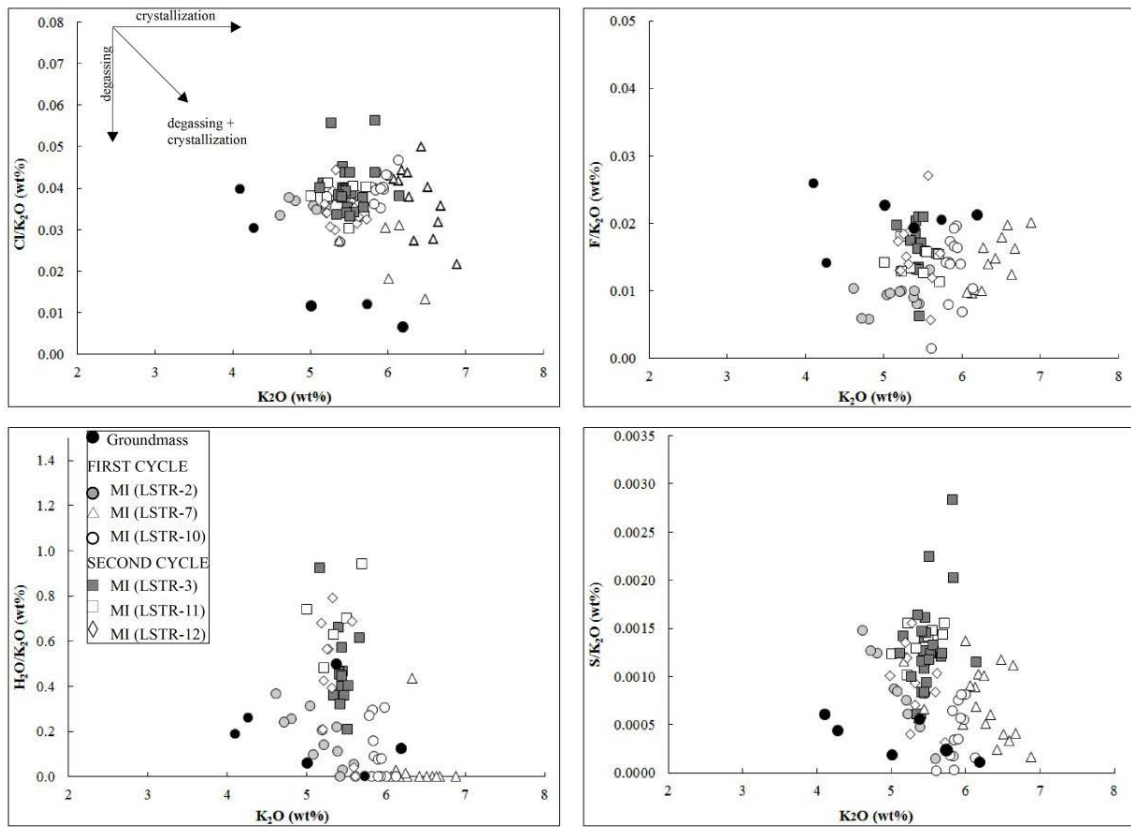 0.08
0.07
0.06
0.05
0.04
0.03
0.02
0.01
0.00
Cl/K₂O (wt%)
crystallization
degassing
degassing +
crystallization
2 3 4 5 6 7 8
K2O (wt%)
0.05
0.04
0.03
0.02
0.01
0.00
F/K₂O (wt%)
2 3 4 5 6 7 8
K₂O (wt%)
1.4
1.2
1.0
0.8
0.6
0.4
0.2
0.0
H₂O/K₂O (wt%)
Groundmass
FIRST CYCLE
MI (LSTR-2)
MI (LSTR-7)
MI (LSTR-10)
SECOND CYCLE
MI (LSTR-3)
MI (LSTR-11)
MI (LSTR-12)
2 3 4 5 6 7 8
K₂O (wt%)
0.0035
0.0030
0.0025
0.0020
0.0015
0.0010
0.0005
0.0000
S/K₂O (wt%)
2 3 4 5 6 7 8
K2O (wt%)